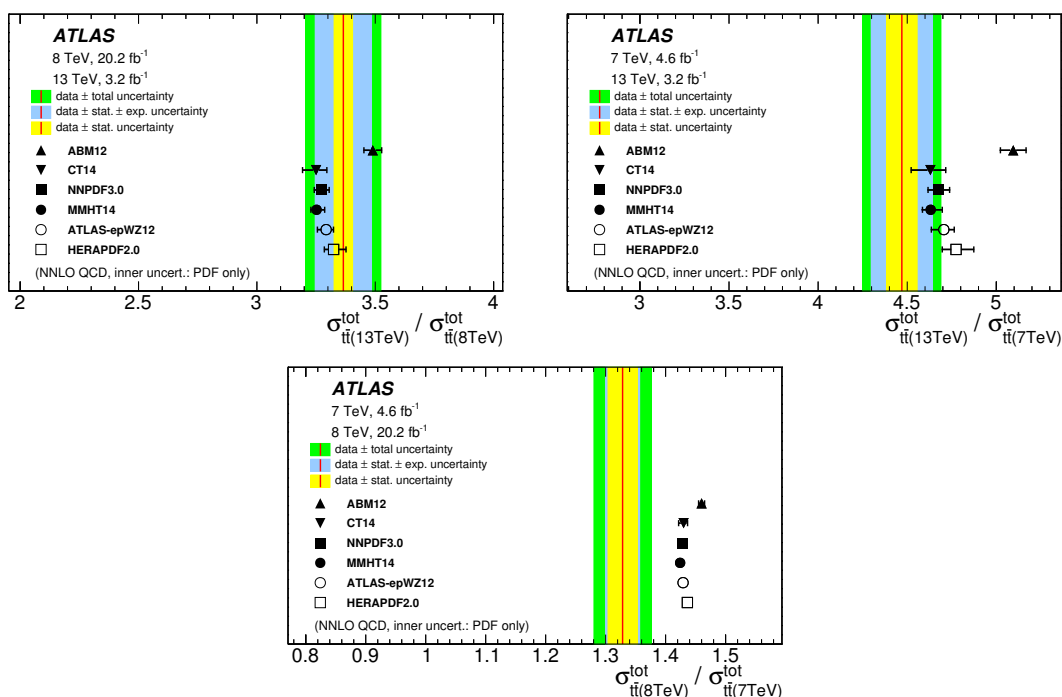 ATLAS
8 TeV, 20.2 fb⁻¹
13 TeV, 3.2 fb⁻¹
data ± total uncertainty
data ± stat. ± exp. uncertainty
data ± stat. uncertainty
ABM12
CT14
NNPDF3.0
MMHT14
ATLAS-epWZ12
HERAPDF2.0
(NNLO QCD, inner uncert.: PDF only)
2 2.5 3 3.5 4
σ^tot_tt̄(13TeV) / σ^tot_tt̄(8TeV)
ATLAS
7 TeV, 4.6 fb⁻¹
13 TeV, 3.2 fb⁻¹
data ± total uncertainty
data ± stat. ± exp. uncertainty
data ± stat. uncertainty
ABM12
CT14
NNPDF3.0
MMHT14
ATLAS-epWZ12
HERAPDF2.0
(NNLO QCD, inner uncert.: PDF only)
3 3.5 4 4.5 5
σ^tot_tt̄(13TeV) / σ^tot_tt̄(7TeV)
ATLAS
7 TeV, 4.6 fb⁻¹
8 TeV, 20.2 fb⁻¹
data ± total uncertainty
data ± stat. ± exp. uncertainty
data ± stat. uncertainty
ABM12
CT14
NNPDF3.0
MMHT14
ATLAS-epWZ12
HERAPDF2.0
(NNLO QCD, inner uncert.: PDF only)
0.8 0.9 1 1.1 1.2 1.3 1.4 1.5
σ^tot_tt̄(8TeV) / σ^tot_tt̄(7TeV)